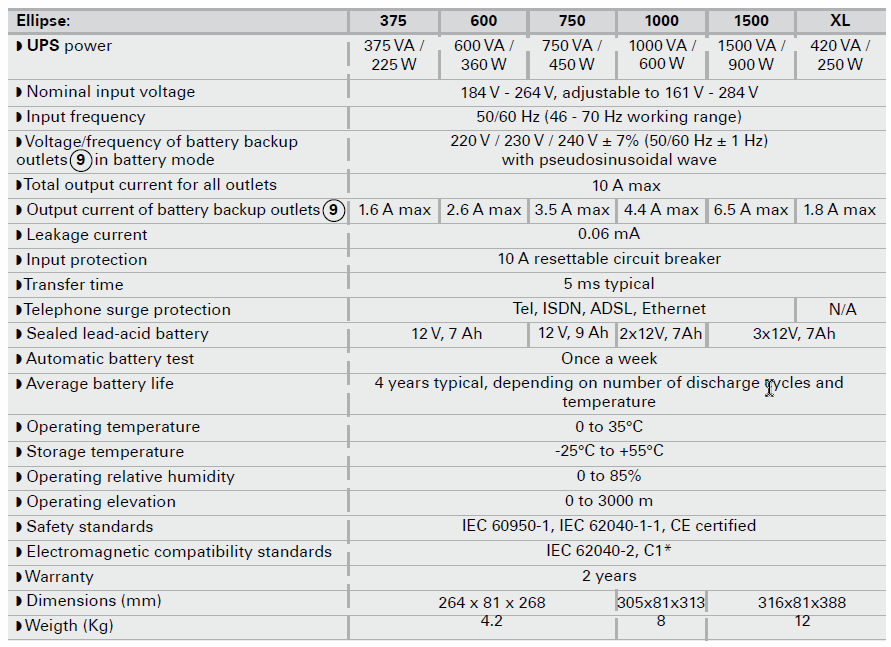 Ellipse: 375 600 750 1000 1500 XL
◗ UPS power 375 VA / 225 W 600 VA / 360 W 750 VA / 450 W 1000 VA / 600 W 1500 VA / 900 W 420 VA / 250 W
◗ Nominal input voltage 184 V - 264 V, adjustable to 161 V - 284 V
◗ Input frequency 50/60 Hz (46 - 70 Hz working range)
◗ Voltage/frequency of battery backup
outlets 9 in battery mode
220 V / 230 V / 240 V ± 7% (50/60 Hz ± 1 Hz)
with pseudosinusoidal wave
◗ Total output current for all outlets 10 A max
◗ Output current of battery backup outlets 9 1.6 A max 2.6 A max 3.5 A max 4.4 A max 6.5 A max 1.8 A max
◗ Leakage current 0.06 mA
◗ Input protection 10 A resettable circuit breaker
◗ Transfer time 5 ms typical
◗ Telephone surge protection Tel, ISDN, ADSL, Ethernet N/A
◗ Sealed lead-acid battery 12 V, 7 Ah 12 V, 9 Ah 2x12V, 7Ah 3x12V, 7Ah
◗ Automatic battery test Once a week
◗ Average battery life 4 years typical, depending on number of discharge cycles and
temperature
◗ Operating temperature 0 to 35°C
◗ Storage temperature -25°C to +55°C
◗ Operating relative humidity 0 to 85%
◗ Operating elevation 0 to 3000 m
◗ Safety standards IEC 60950-1, IEC 62040-1-1, CE certified
◗ Electromagnetic compatibility standards IEC 62040-2, C1*
◗ Warranty 2 years
◗ Dimensions (mm) 264 x 81 x 268 305x81x313 316x81x388
◗ Weigth (Kg) 4.2 8 12